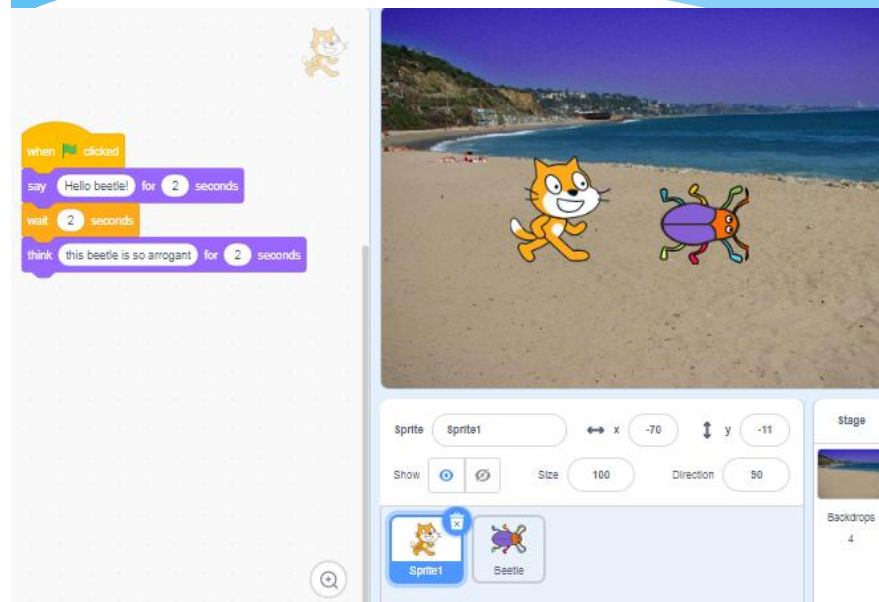 when clicked
say Hello beetle! for 2 seconds
wait 2 seconds
think this beetle is so arrogant for 2 seconds
Sprite Sprite1 x -70 y -11
Show Size 100 Direction 90
Sprite1 Beetle
Stage
Backdrops
4